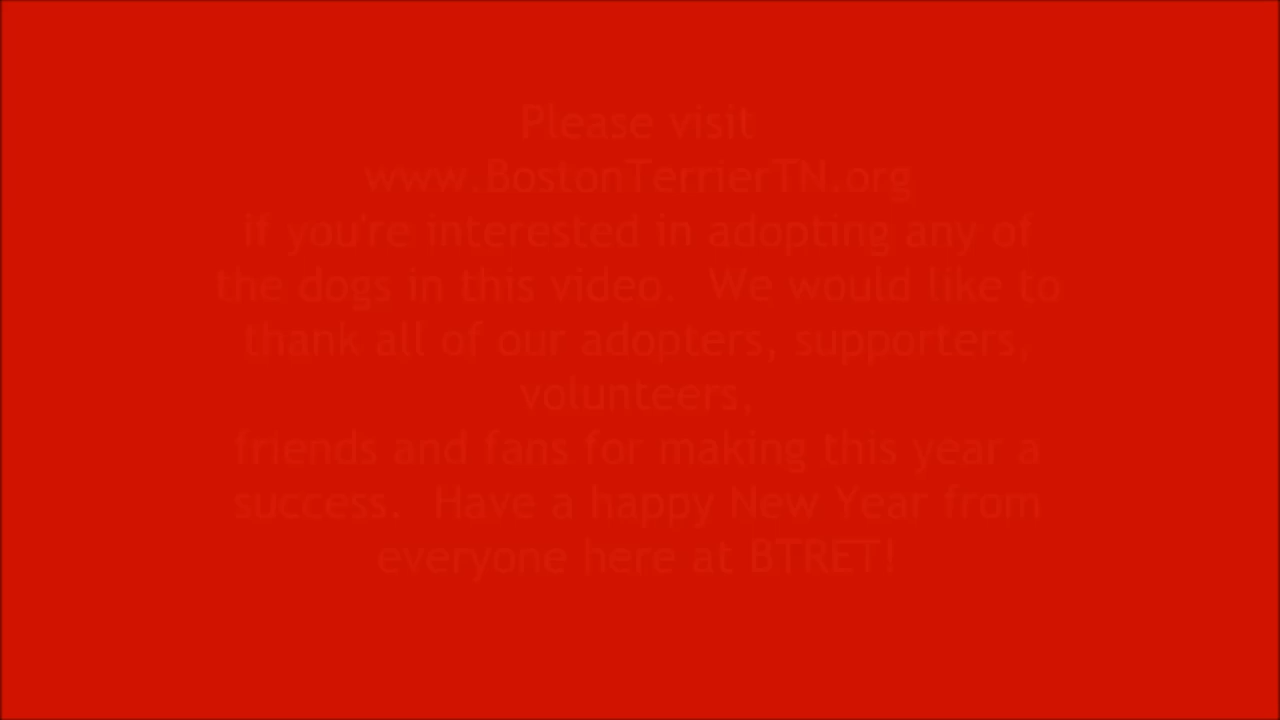 Please visit
www.BostonTerrierTN.org
if you're interested in adopting any of
the dogs in this video.  We would like to
thank all of our adopters, supporters,
volunteers,
friends and fans for making this year a
success.  Have a happy New Year from
everyone here at BTRET!